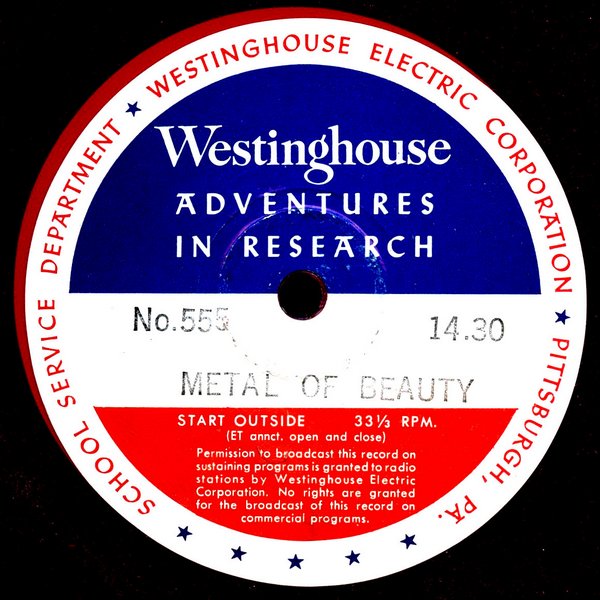 SCHOOL SERVICE DEPARTMENT ★ WESTINGHOUSE ELECTRIC CORPORATION ★ PITTSBURGH, PA.
Westinghouse
ADVENTURES
IN RESEARCH
No.555 14.30
METAL OF BEAUTY
START OUTSIDE 33⅓ RPM.
(ET annct. open and close)
Permission to broadcast this record on
sustaining programs is granted to radio
stations by Westinghouse Electric
Corporation. No rights are granted
for the broadcast of this record on
commercial programs.